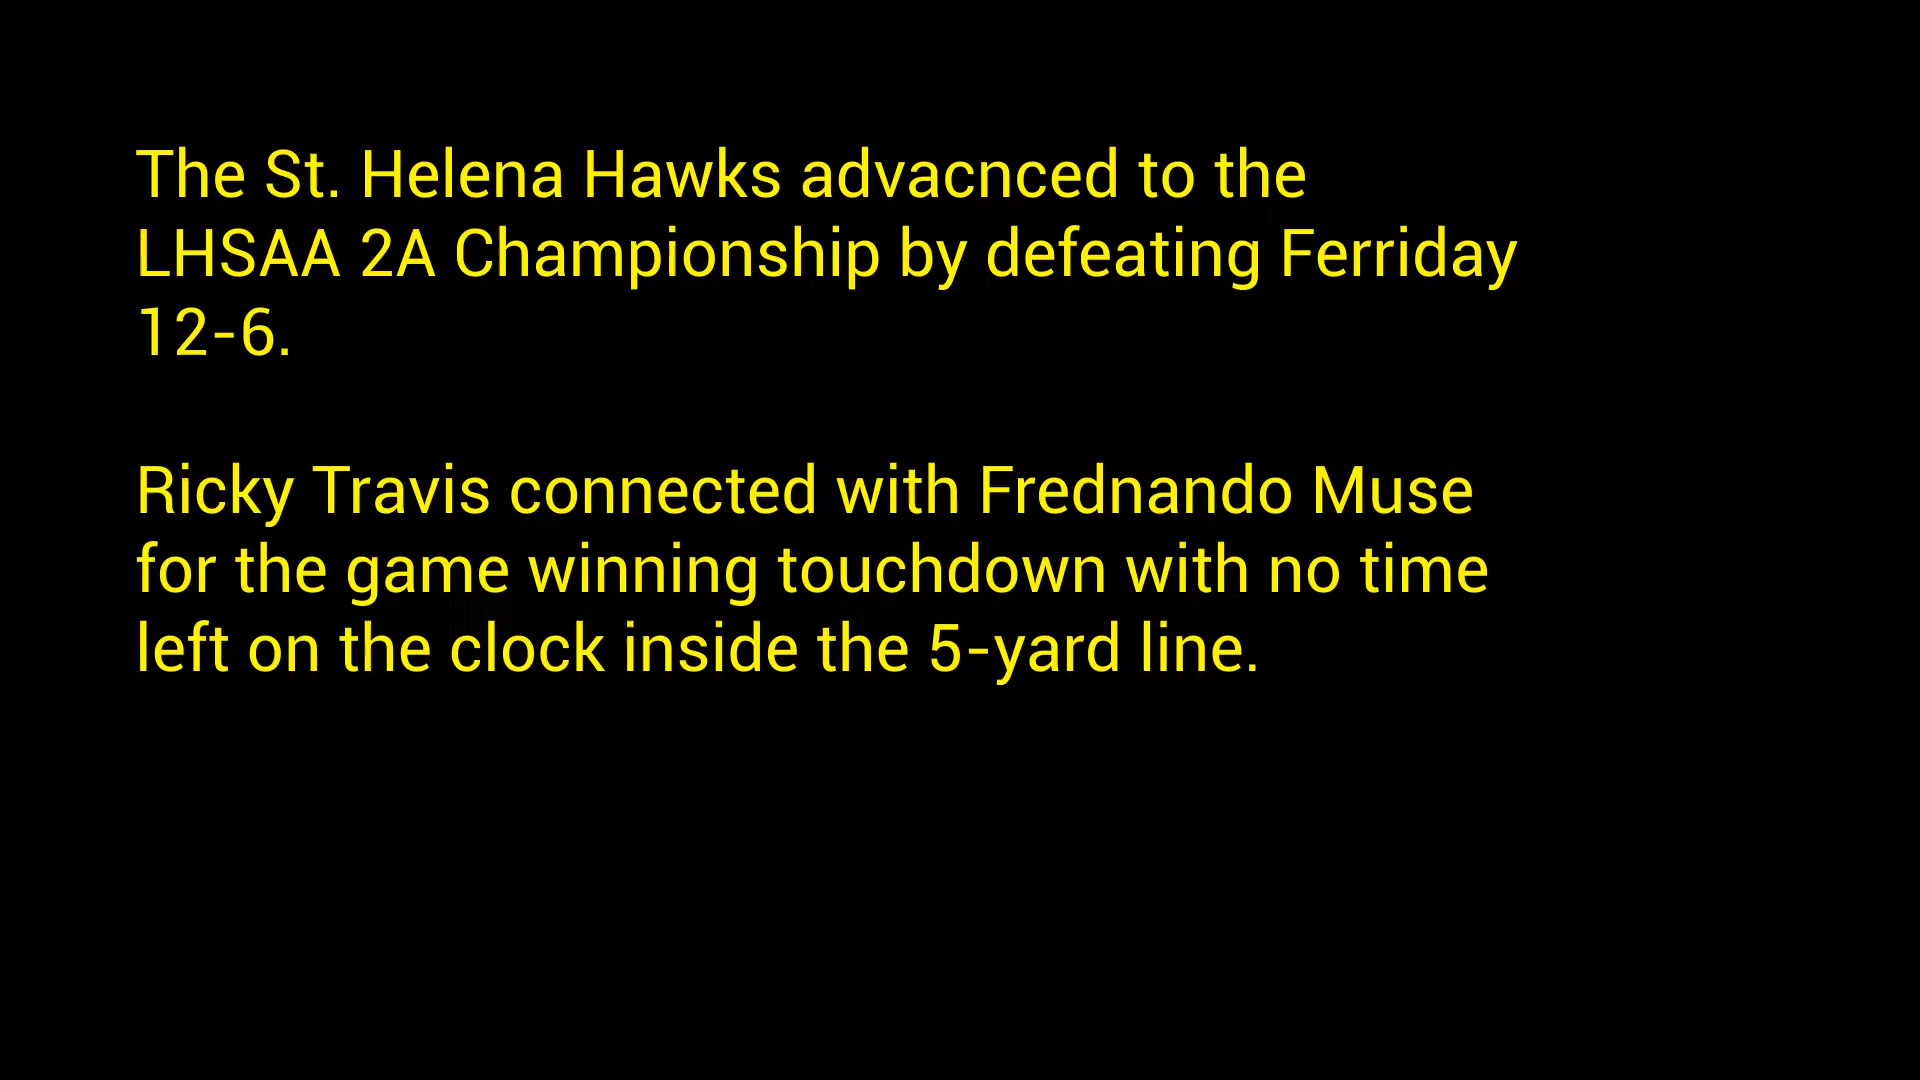 The St. Helena Hawks advacnced to the
LHSAA 2A Championship by defeating Ferriday
12-6.
Ricky Travis connected with Frednando Muse
for the game winning touchdown with no time
left on the clock inside the 5-yard line.